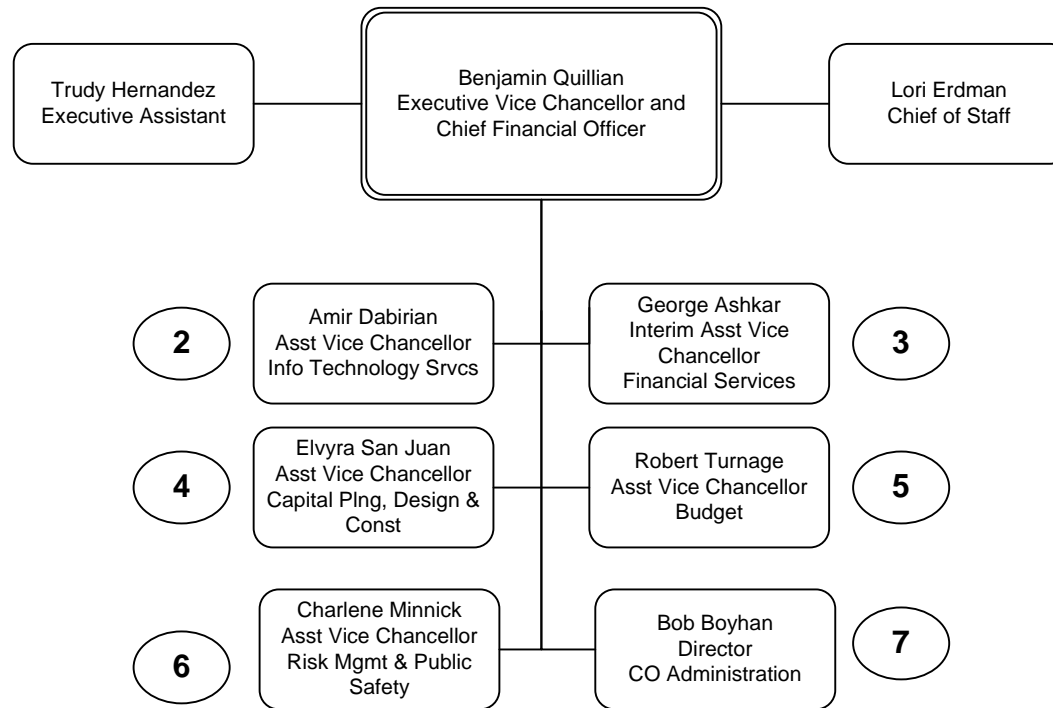 Trudy Hernandez
Executive Assistant
Benjamin Quillian
Executive Vice Chancellor and
Chief Financial Officer
Lori Erdman
Chief of Staff
2
Amir Dabirian
Asst Vice Chancellor
Info Technology Srvcs
George Ashkar
Interim Asst Vice
Chancellor
Financial Services
3
4
Elvyra San Juan
Asst Vice Chancellor
Capital Plng, Design &
Const
Robert Turnage
Asst Vice Chancellor
Budget
5
6
Charlene Minnick
Asst Vice Chancellor
Risk Mgmt & Public
Safety
Bob Boyhan
Director
CO Administration
7